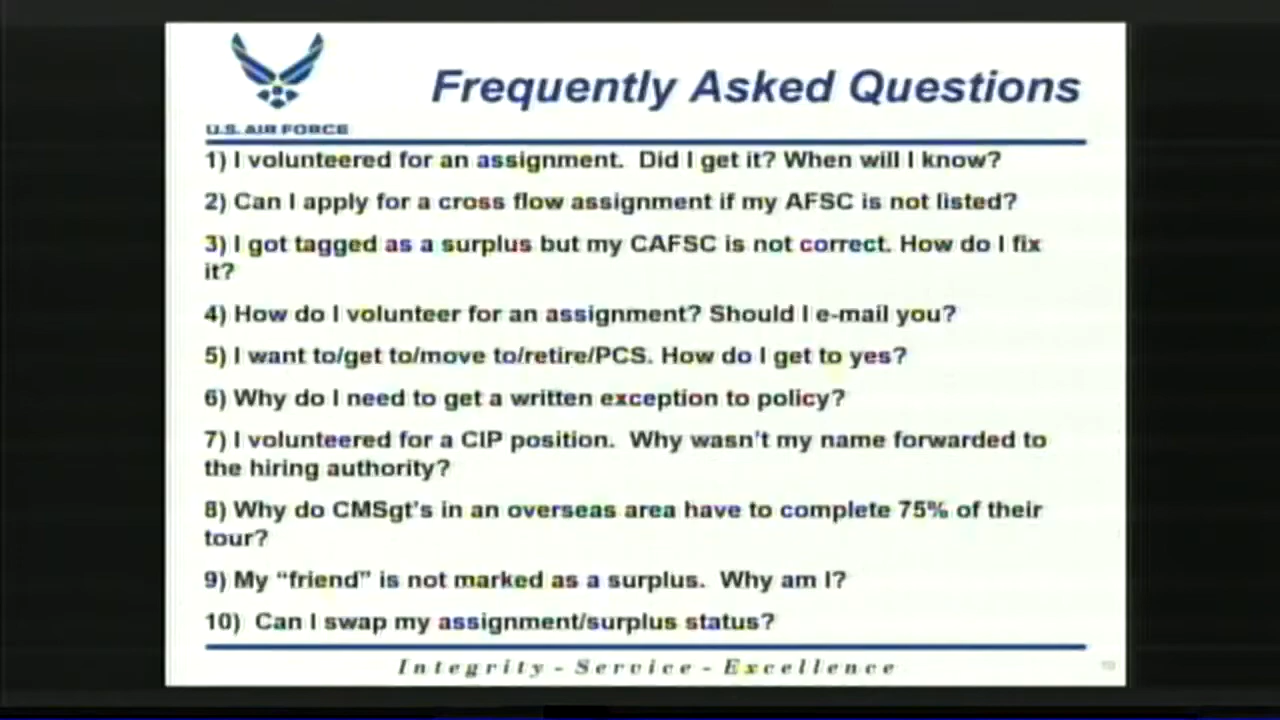 Frequently Asked Questions
U.S. AIR FORCE
1) I volunteered for an assignment.  Did I get it? When will I know?
2) Can I apply for a cross flow assignment if my AFSC is not listed?
3) I got tagged as a surplus but my CAFSC is not correct. How do I fix
it?
4) How do I volunteer for an assignment? Should I e-mail you?
5) I want to/get to/move to/retire/PCS. How do I get to yes?
6) Why do I need to get a written exception to policy?
7) I volunteered for a CIP position.  Why wasn't my name forwarded to
the hiring authority?
8) Why do CMSgt's in an overseas area have to complete 75% of their
tour?
9) My “friend” is not marked as a surplus.  Why am I?
10)  Can I swap my assignment/surplus status?
Integrity - Service - Excellence